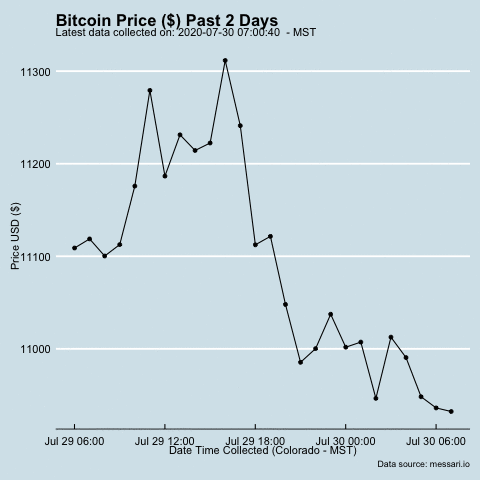 Bitcoin Price ($) Past 2 Days
Latest data collected on: 2020-07-30 07:00:40  - MST
11300
11200
11100
11000
Price USD ($)
Jul 29 06:00 Jul 29 12:00 Jul 29 18:00 Jul 30 00:00 Jul 30 06:00
Date Time Collected (Colorado - MST)
Data source: messari.io